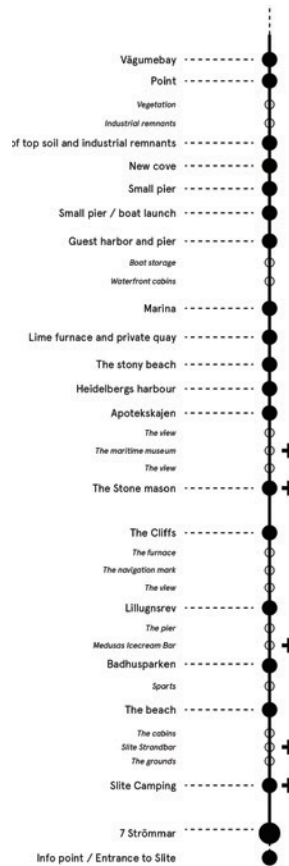 Vägumebay
Point
Vegetation
Industrial remnants
of top soil and industrial remnants
New cove
Small pier
Small pier / boat launch
Guest harbor and pier
Boat storage
Waterfront cabins
Marina
Lime furnace and private quay
The stony beach
Heidelbergs harbour
Apotekskajen
The view
The maritime museum
The view
The Stone mason
The Cliffs
The furnace
The navigation mark
The view
Lillugnsrev
The pier
Medusas Icecream Bar
Badhusparken
Sports
The beach
The cabins
Slite Strandbar
The grounds
Slite Camping
7 Strömmar
Info point / Entrance to Slite